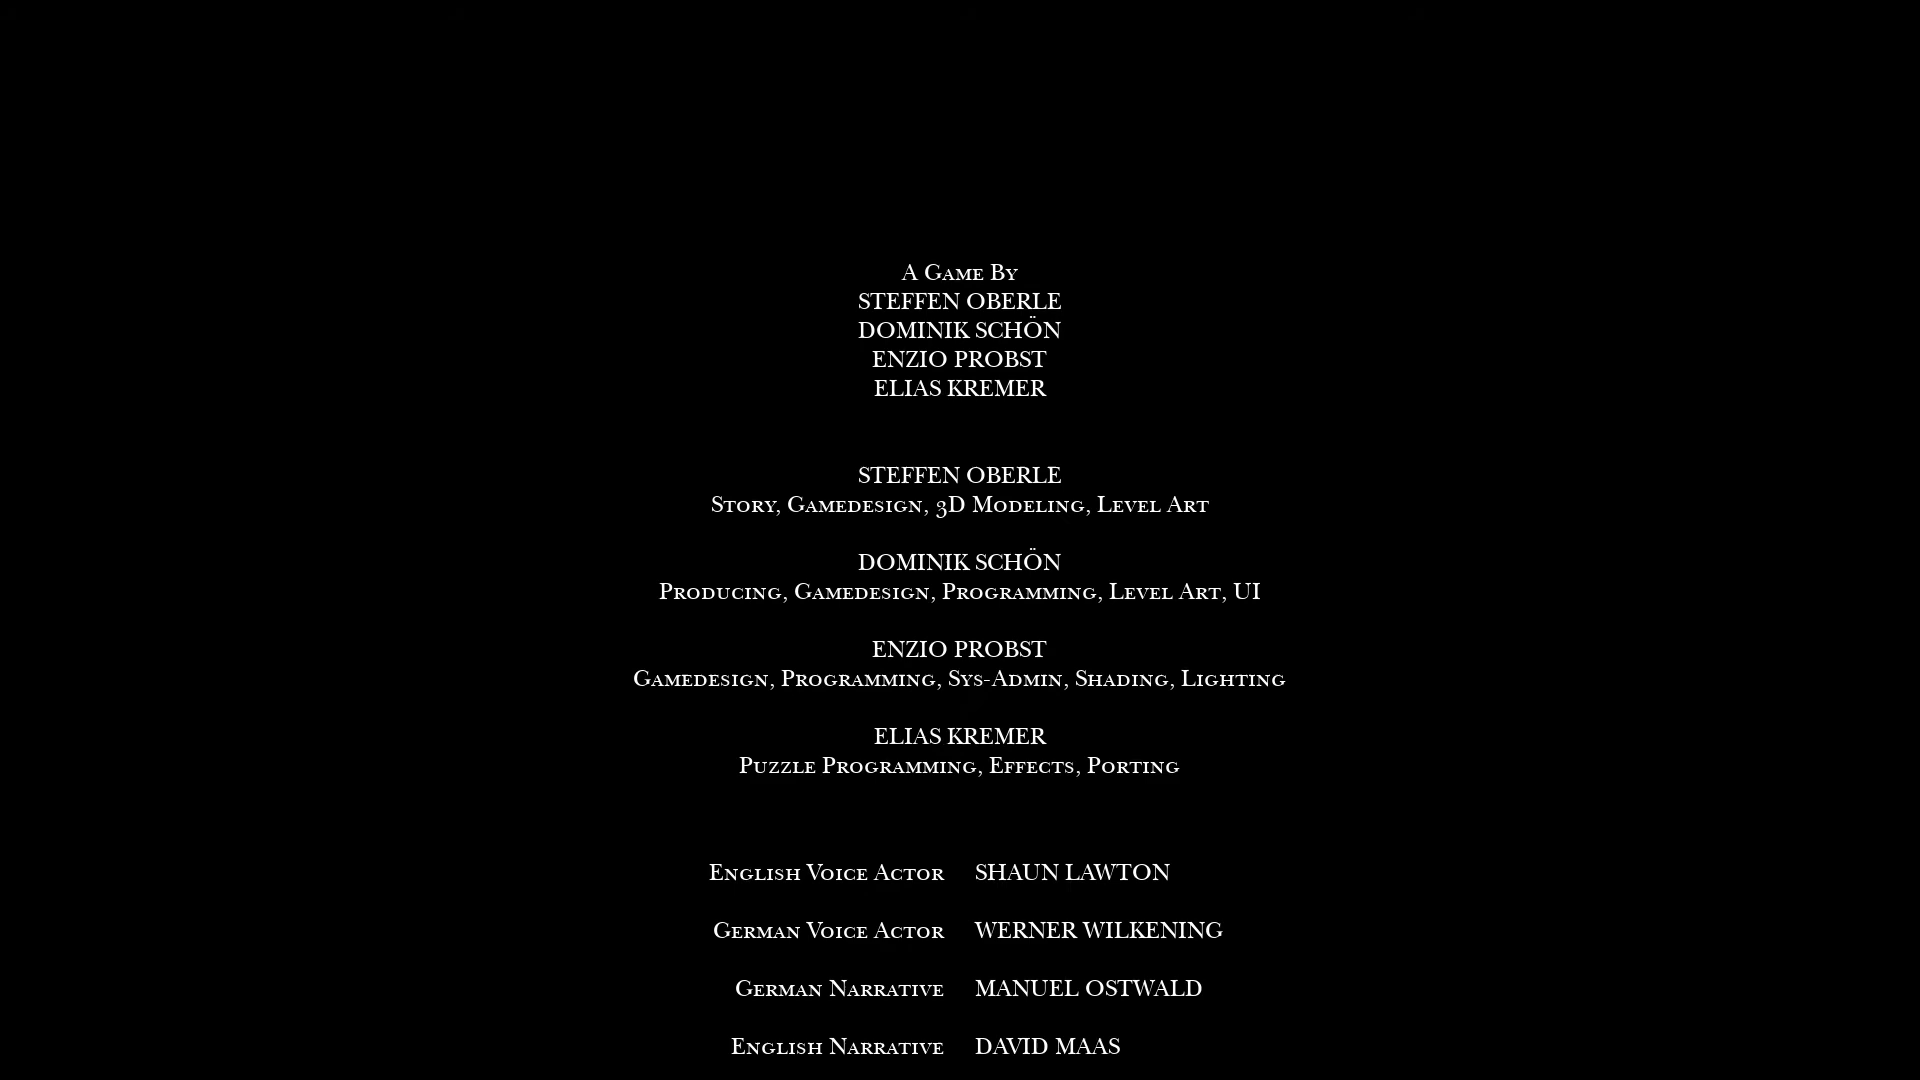 A Game By
STEFFEN OBERLE
DOMINIK SCHÖN
ENZIO PROBST
ELIAS KREMER
STEFFEN OBERLE
Story, Gamedesign, 3D Modeling, Level Art
DOMINIK SCHÖN
Producing, Gamedesign, Programming, Level Art, UI
ENZIO PROBST
Gamedesign, Programming, Sys-Admin, Shading, Lighting
ELIAS KREMER
Puzzle Programming, Effects, Porting
English Voice Actor SHAUN LAWTON
German Voice Actor WERNER WILKENING
German Narrative MANUEL OSTWALD
English Narrative DAVID MAAS